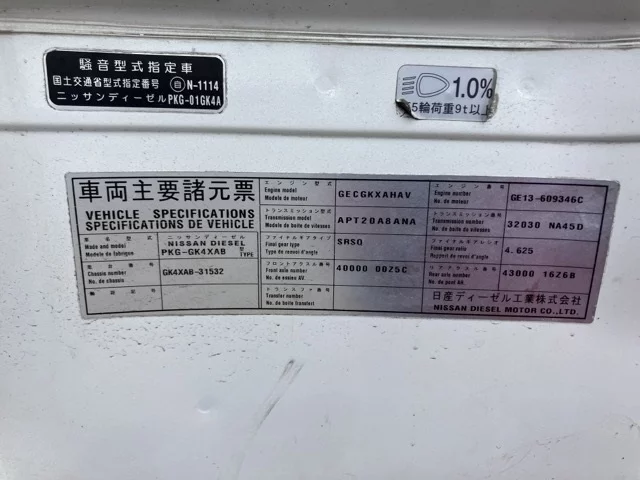 騒音型式指定車
国土交通省型式指定番号 自 N-1114
ニッサンディーゼル PKG-01GK4A
1.0%
5輪荷重9t以上
車両主要諸元票
VEHICLE SPECIFICATIONS
SPECIFICATIONS DE VEHICLE
車名 ニッサンディーゼル 型式
Make and model NISSAN DIESEL
Modele de fabrique PKG-GK4XAB TYPE
車台番号
Chassis number GK4XAB-31532
No. de chassis
エンジン型式
Engine model GECGKXAHAV
Modele de moteur
エンジン番号
Engine number GE13-609346C
No. de moteur
トランスミッション型式
Transmission model APT20A8ANA
Modele de boite de vitesses
トランスミッション番号
Transmission number 32030 NA45D
No de boite de vitesses
ファイナルギアタイプ SRSQ
Final gear type
Type de renvoi d'angle
ファイナルギアレシオ
Final gear ratio 4.625
Rapport de renvoi d'angle
フロントアクスル番号
Front axle number 40000 00Z5C
No de essieu AV.
リアアクスル番号
Rear axle number 43000 16Z6B
No. de pont AR.
トランスファ番号
Transfer number
No de boite transfert
日産ディーゼル工業株式会社
NISSAN DIESEL MOTOR CO.,LTD.